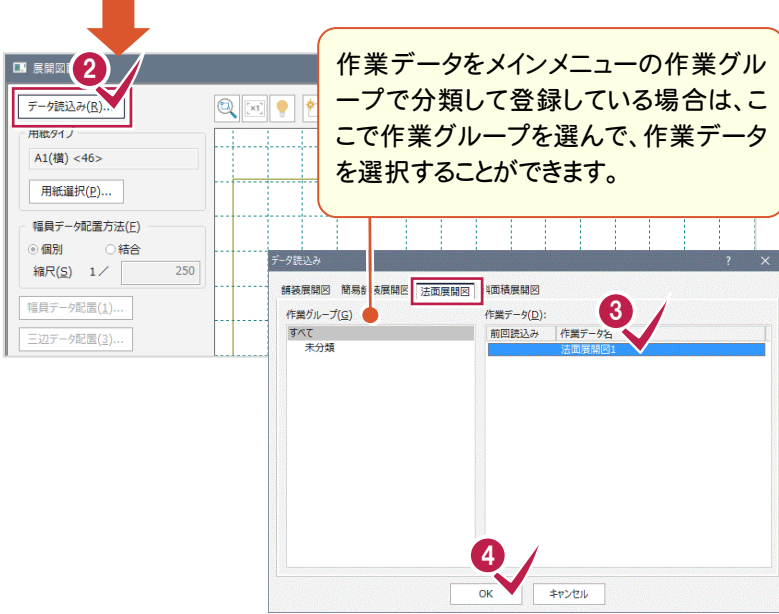 展開図
2
データ読込み(R)...
作業データをメインメニューの作業グル
ープで分類して登録している場合は、こ
こで作業グループを選んで、作業データ
を選択することができます。
用紙タイプ
A1(横) <46>
用紙選択(P)...
幅員データ配置方法(F)
個別 結合
縮尺(S) 1/ 250
幅員データ配置(1)...
三辺データ配置(3)...
データ読込み ? ×
舗装展開図 簡易舗装展開図 法面展開図 斜面積展開図
作業グループ(G) 作業データ(D):
3
すべて 前回読込み 作業データ名
未分類 法面展開図1
4
OK キャンセル